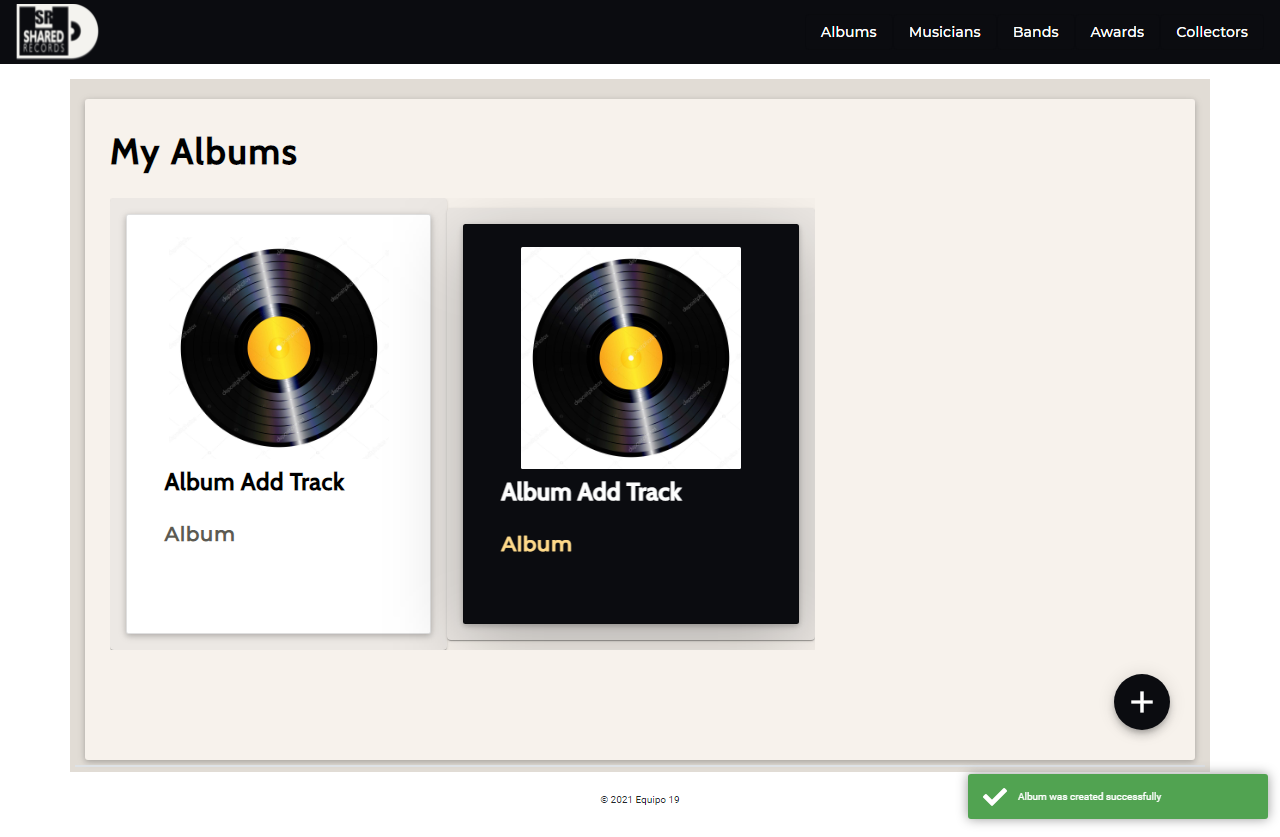 SR
SHARED
RECORDS
Albums
Musicians
Bands
Awards
Collectors
My Albums
Album Add Track
Album
Album Add Track
Album
© 2021 Equipo 19
Album was created successfully